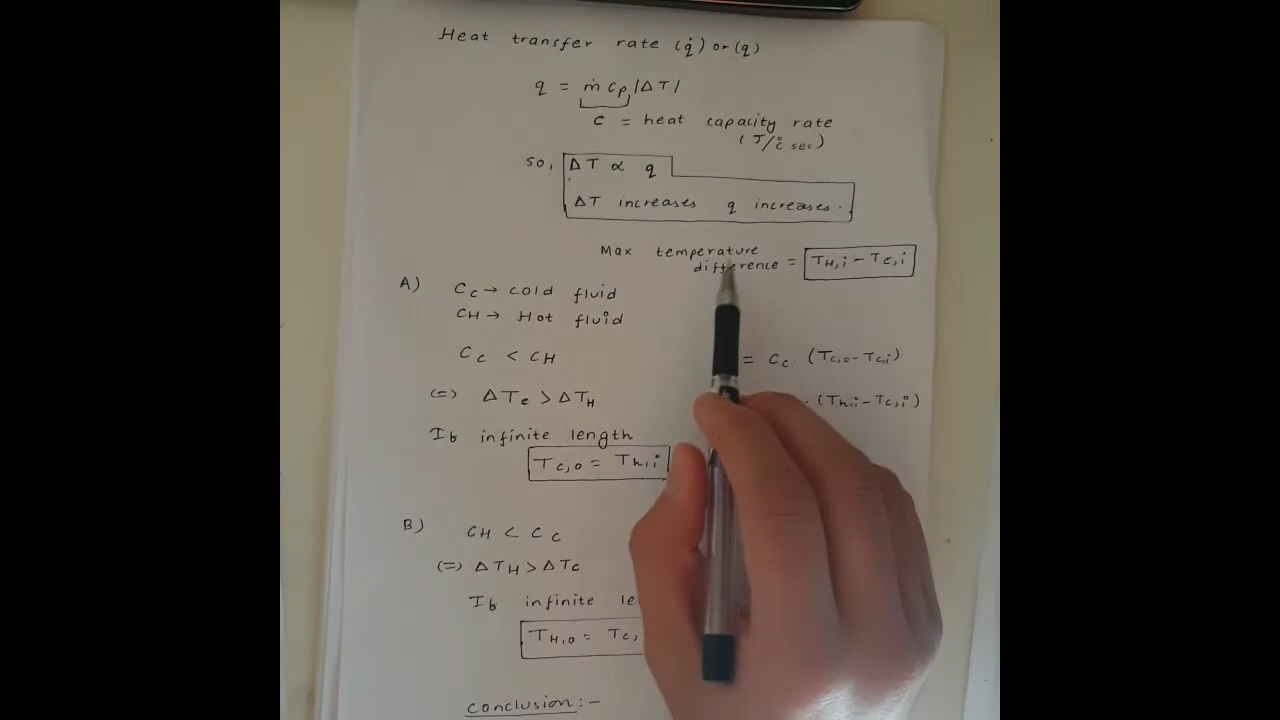 Heat transfer rate (q̇) or (q)
q = ṁ cp |ΔT|
C = heat capacity rate
(J/°c sec)
so, ΔT ∝ q
ΔT increases q increases.
Max temperature
difference = TH,i - Tc,i
A) Cc → cold fluid
CH → Hot fluid
Cc < CH
= Cc . (Tc,o - Tc,i)
(=) ΔTc > ΔTH
. (Th,i - Tc,i)
If infinite length
Tc,o = Th,i
B) CH < Cc
(=) ΔTH > ΔTc
If infinite le
TH,o = Tc,
conclusion:-